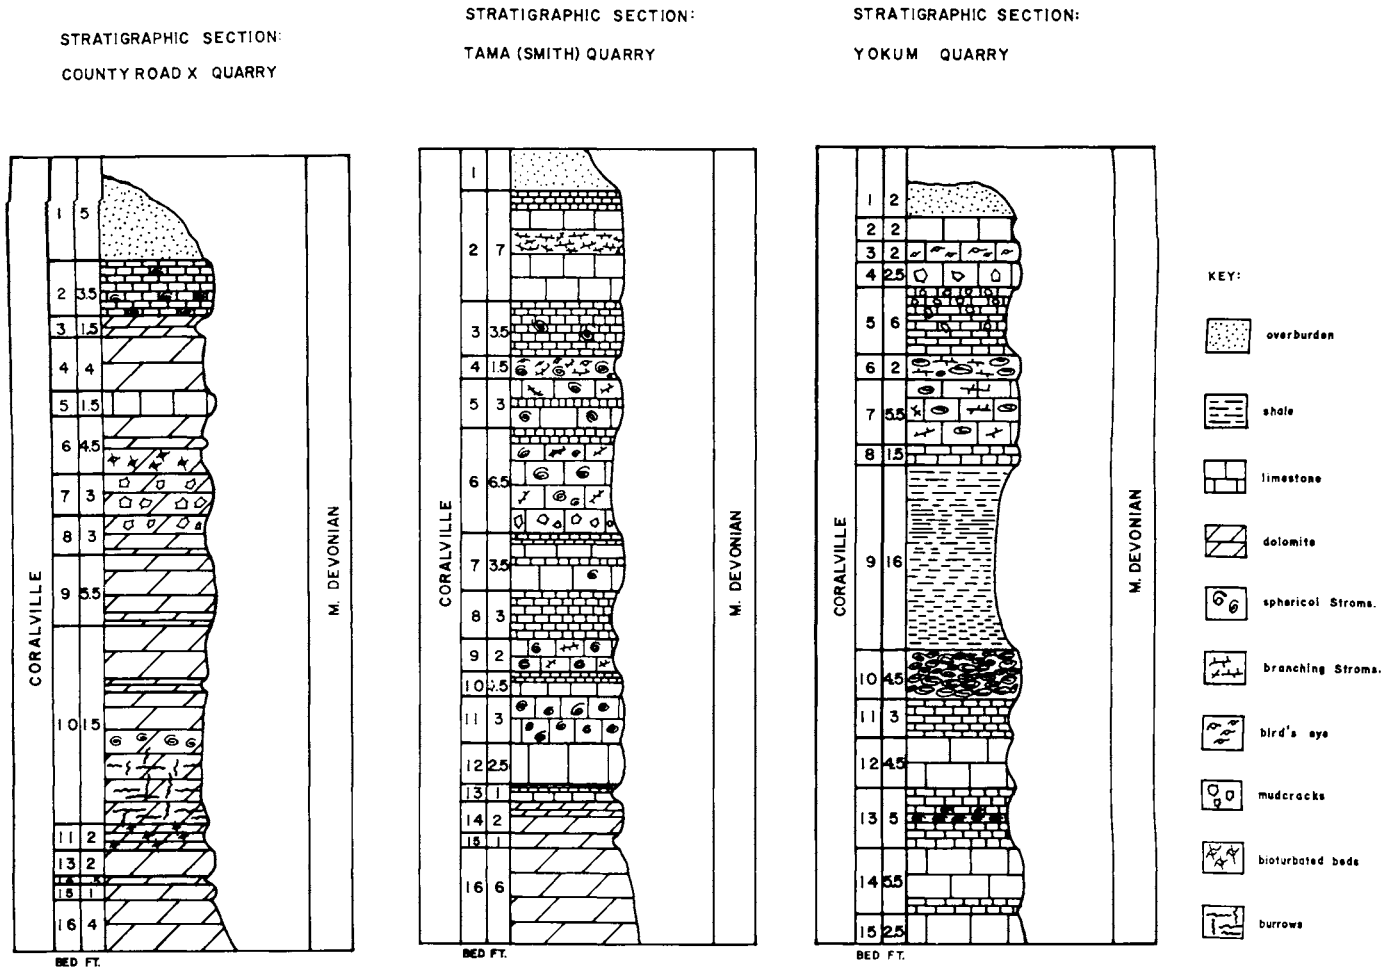 STRATIGRAPHIC SECTION:
COUNTY ROAD X QUARRY
STRATIGRAPHIC SECTION:
TAMA (SMITH) QUARRY
STRATIGRAPHIC SECTION:
YOKUM QUARRY
CORALVILLE
1 5
2 3.5
3 1.5
4 4
5 1.5
6 4.5
7 3
8 3
9 5.5
10 15
11 2
13 2
15 1
16 4
BED FT.
M. DEVONIAN
CORALVILLE
1
2 7
3 3.5
4 1.5
5 3
6 6.5
7 3.5
8 3
9 2
10
11 3
12 2.5
13 1
14 2
15 1
16 6
BED FT.
M. DEVONIAN
CORALVILLE
1 2
2 2
3 2
4 2.5
5 6
6 2
7 5.5
8 1.5
9 16
10 4.5
11 3
12 4.5
13 5
14 5.5
15 2.5
BED FT.
M. DEVONIAN
KEY:
overburden
shale
limestone
dolomite
spherical Stroms.
branching Stroms.
bird's eye
mudcracks
bioturbated beds
burrows